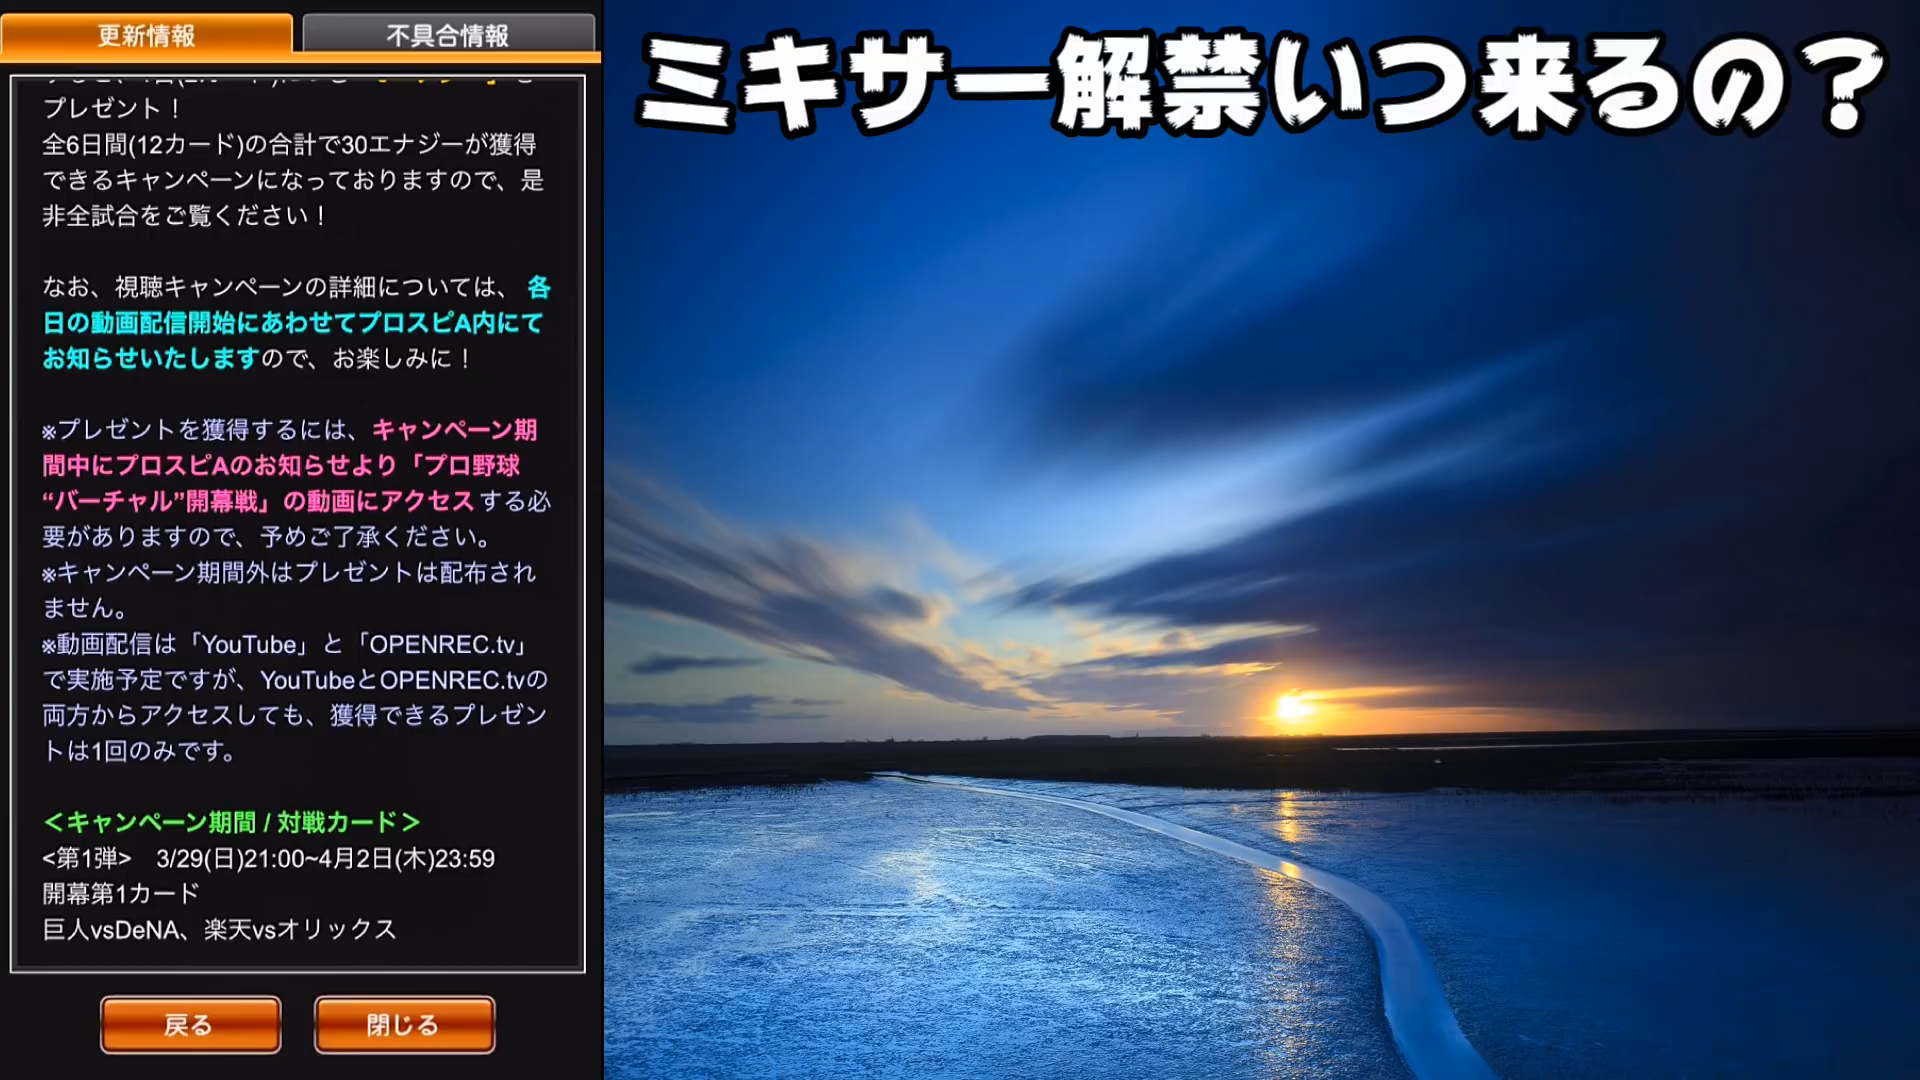 更新情報
不具合情報
ミキサー解禁いつ来るの？
プレゼント！
全6日間(12カード)の合計で30エナジーが獲得
できるキャンペーンになっておりますので、是
非全試合をご覧ください！
なお、視聴キャンペーンの詳細については、 各
日の動画配信開始にあわせてプロスピA内にて
お知らせいたしますので、お楽しみに！
※プレゼントを獲得するには、キャンペーン期
間中にプロスピAのお知らせより「プロ野球
“バーチャル”開幕戦」の動画にアクセスする必
要がありますので、予めご了承ください。
※キャンペーン期間外はプレゼントは配布され
ません。
※動画配信は「YouTube」と「OPENREC.tv」
で実施予定ですが、YouTubeとOPENREC.tvの
両方からアクセスしても、獲得できるプレゼン
トは1回のみです。
＜キャンペーン期間 / 対戦カード＞
<第1弾>　3/29(日)21:00~4月2日(木)23:59
開幕第1カード
巨人vsDeNA、楽天vsオリックス
戻る
閉じる